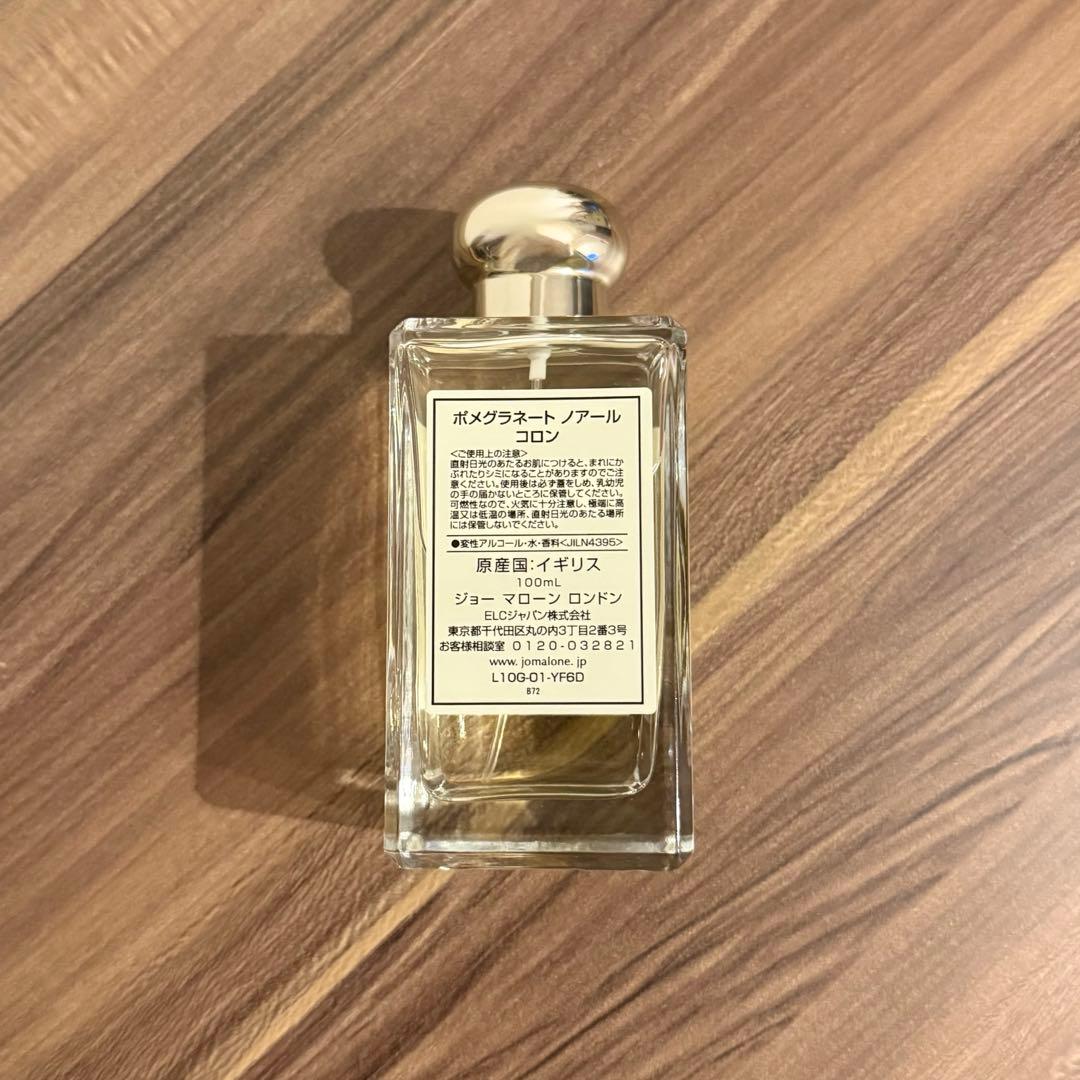 ポメグラネート ノアール
コロン
＜ご使用上の注意＞
直射日光のあたるお肌につけると、まれにか
ぶれたりシミになることがありますのでご注
意ください。使用後は必ず蓋をしめ、乳幼児
の手の届かないところに保管してください。
可燃性なので、火気に十分注意し、極端に高
温又は低温の場所、直射日光のあたる場所
には保管しないでください。
●変性アルコール・水・香料<JILN4395>
原産国：イギリス
100mL
ジョー マローン ロンドン
ELCジャパン株式会社
東京都千代田区丸の内3丁目2番3号
お客様相談室 0120-032821
www. jomalone. jp
L10G-01-YF6D
B72